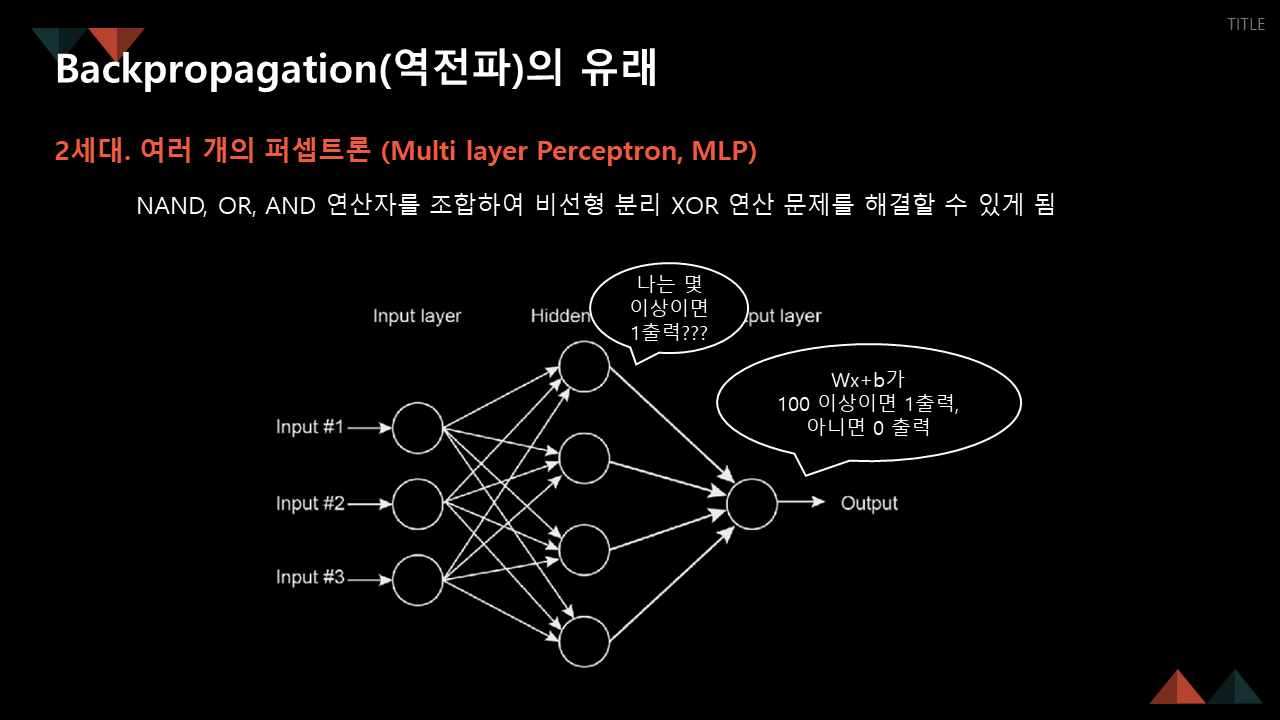 TITLE
Backpropagation(역전파)의 유래
2세대. 여러 개의 퍼셉트론 (Multi layer Perceptron, MLP)
NAND, OR, AND 연산자를 조합하여 비선형 분리 XOR 연산 문제를 해결할 수 있게 됨
나는 몇
이상이면
1출력???
Input layer
Hidden
layer
Wx+b가
100 이상이면 1출력,
아니면 0 출력
Input #1
Input #2
Output
Input #3